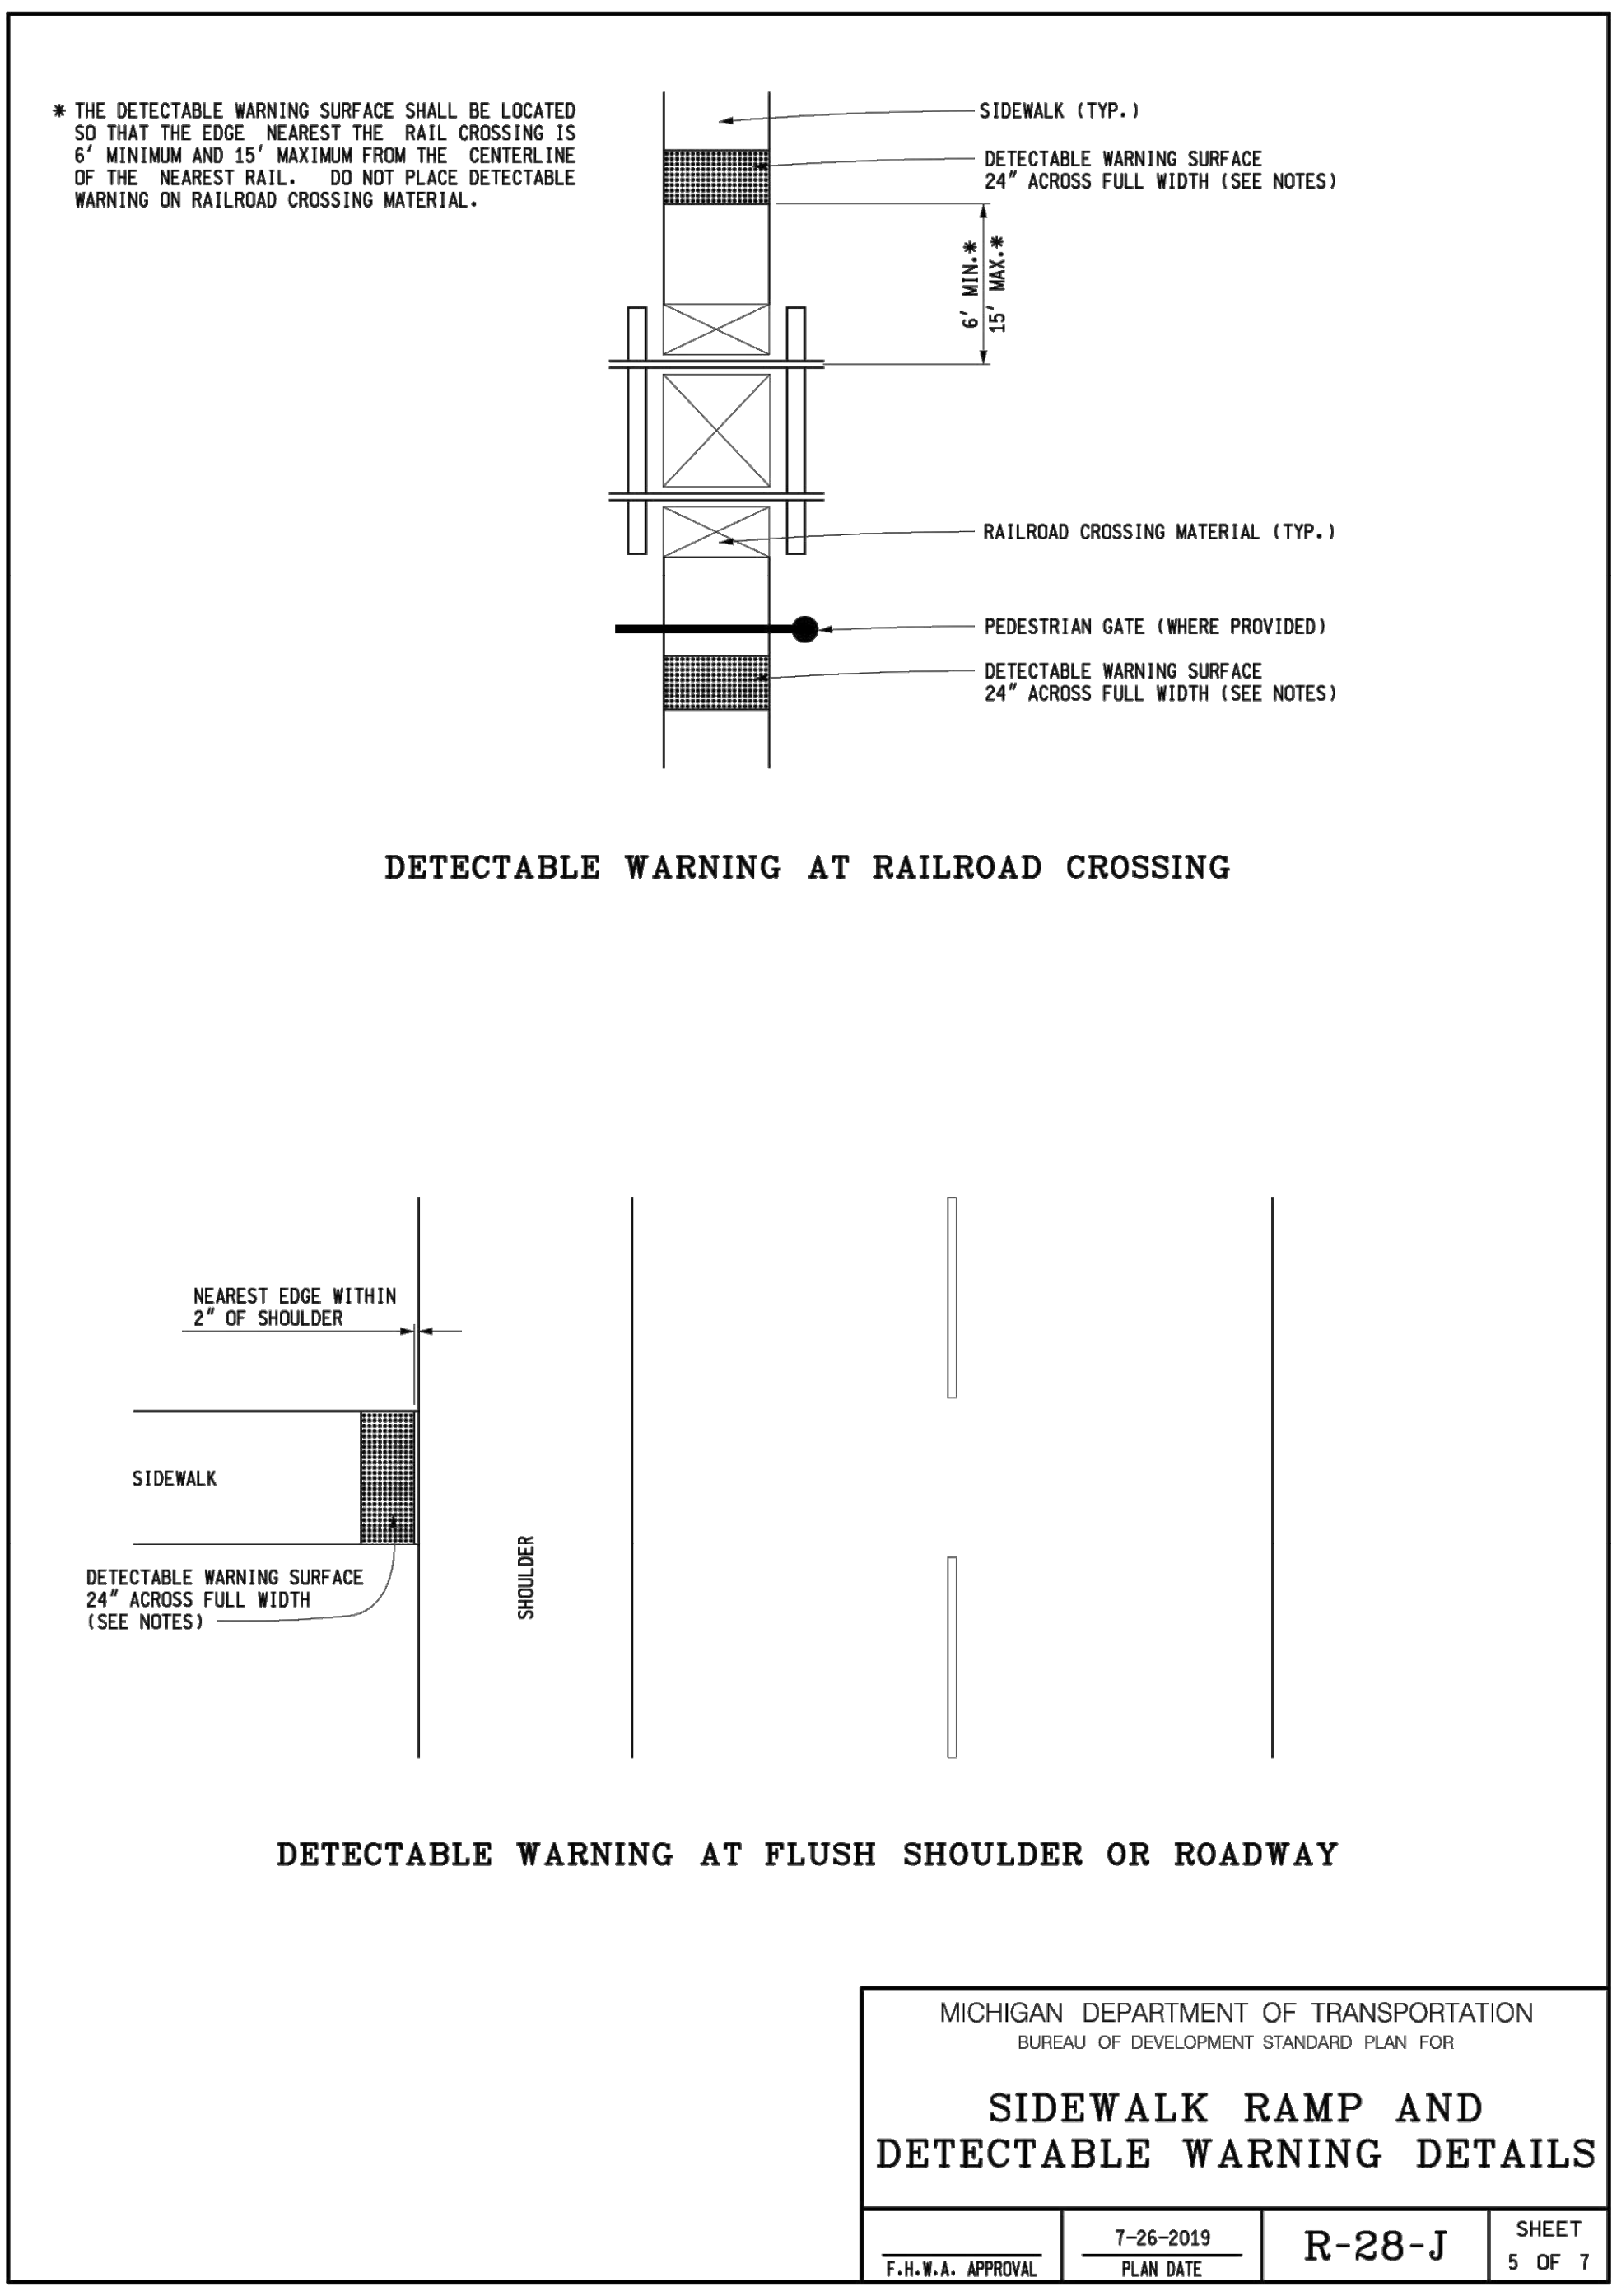 * THE DETECTABLE WARNING SURFACE SHALL BE LOCATED
SO THAT THE EDGE NEAREST THE RAIL CROSSING IS
6' MINIMUM AND 15' MAXIMUM FROM THE CENTERLINE
OF THE NEAREST RAIL. DO NOT PLACE DETECTABLE
WARNING ON RAILROAD CROSSING MATERIAL.
SIDEWALK (TYP.)
DETECTABLE WARNING SURFACE
24" ACROSS FULL WIDTH (SEE NOTES)
6' MIN.*
15' MAX.*
RAILROAD CROSSING MATERIAL (TYP.)
PEDESTRIAN GATE (WHERE PROVIDED)
DETECTABLE WARNING SURFACE
24" ACROSS FULL WIDTH (SEE NOTES)
DETECTABLE WARNING AT RAILROAD CROSSING
NEAREST EDGE WITHIN
2" OF SHOULDER
SIDEWALK
SHOULDER
DETECTABLE WARNING SURFACE
24" ACROSS FULL WIDTH
(SEE NOTES)
DETECTABLE WARNING AT FLUSH SHOULDER OR ROADWAY
MICHIGAN DEPARTMENT OF TRANSPORTATION
BUREAU OF DEVELOPMENT STANDARD PLAN FOR
SIDEWALK RAMP AND
DETECTABLE WARNING DETAILS
F.H.W.A. APPROVAL
7-26-2019
PLAN DATE
R-28-J
SHEET
5 OF 7